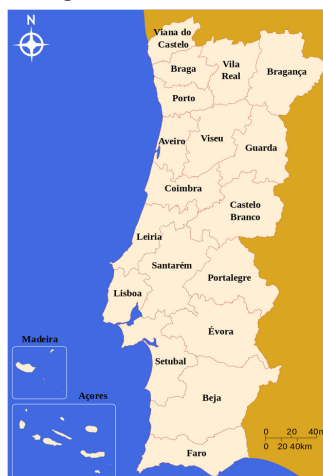 N
Viana do
Castelo
Braga
Vila
Real
Bragança
Porto
Aveiro
Viseu
Guarda
Coimbra
Castelo
Branco
Leiria
Santarém
Portalegre
Lisboa
Évora
Madeira
Setubal
Açores
Beja
Faro
0 20
0 20 40km